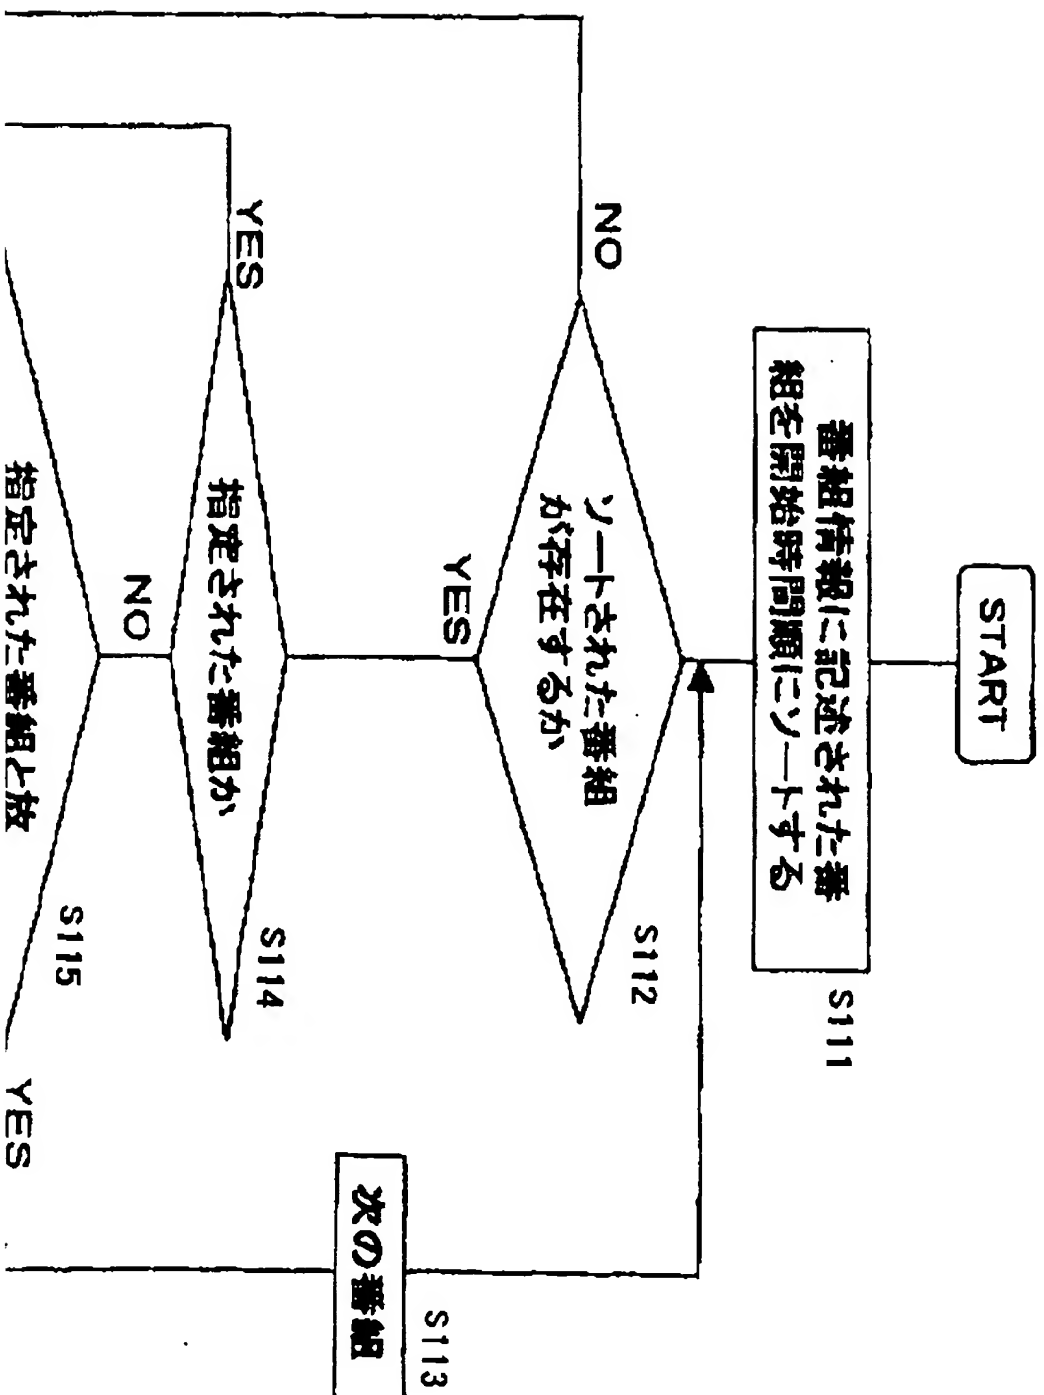 START
番組情報に記述された番
組を開始時間順にソートする
S111
ソートされた番組
が存在するか
S112
NO
YES
次の番組
S113
指定された番組か
S114
YES
NO
指定された番組と放
S115
YES